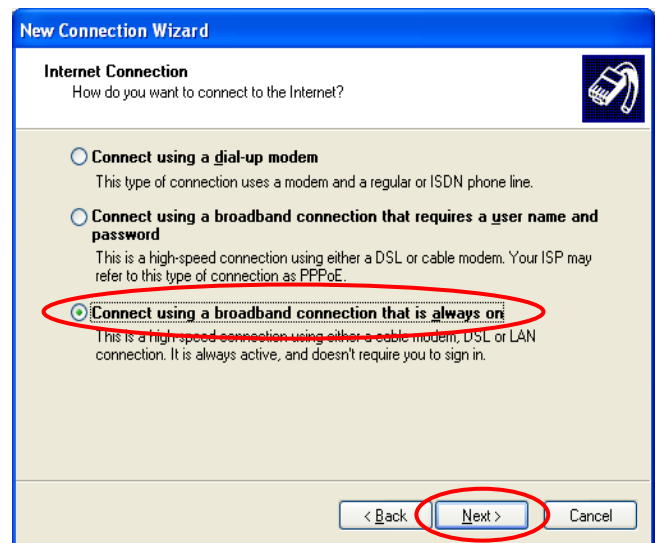 New Connection Wizard
Internet Connection
How do you want to connect to the Internet?
Connect using a dial-up modem
This type of connection uses a modem and a regular or ISDN phone line.
Connect using a broadband connection that requires a user name and
password
This is a high-speed connection using either a DSL or cable modem. Your ISP may
refer to this type of connection as PPPoE.
Connect using a broadband connection that is always on
This is a high-speed connection using either a cable modem, DSL or LAN
connection. It is always active, and doesn't require you to sign in.
< Back
Next >
Cancel